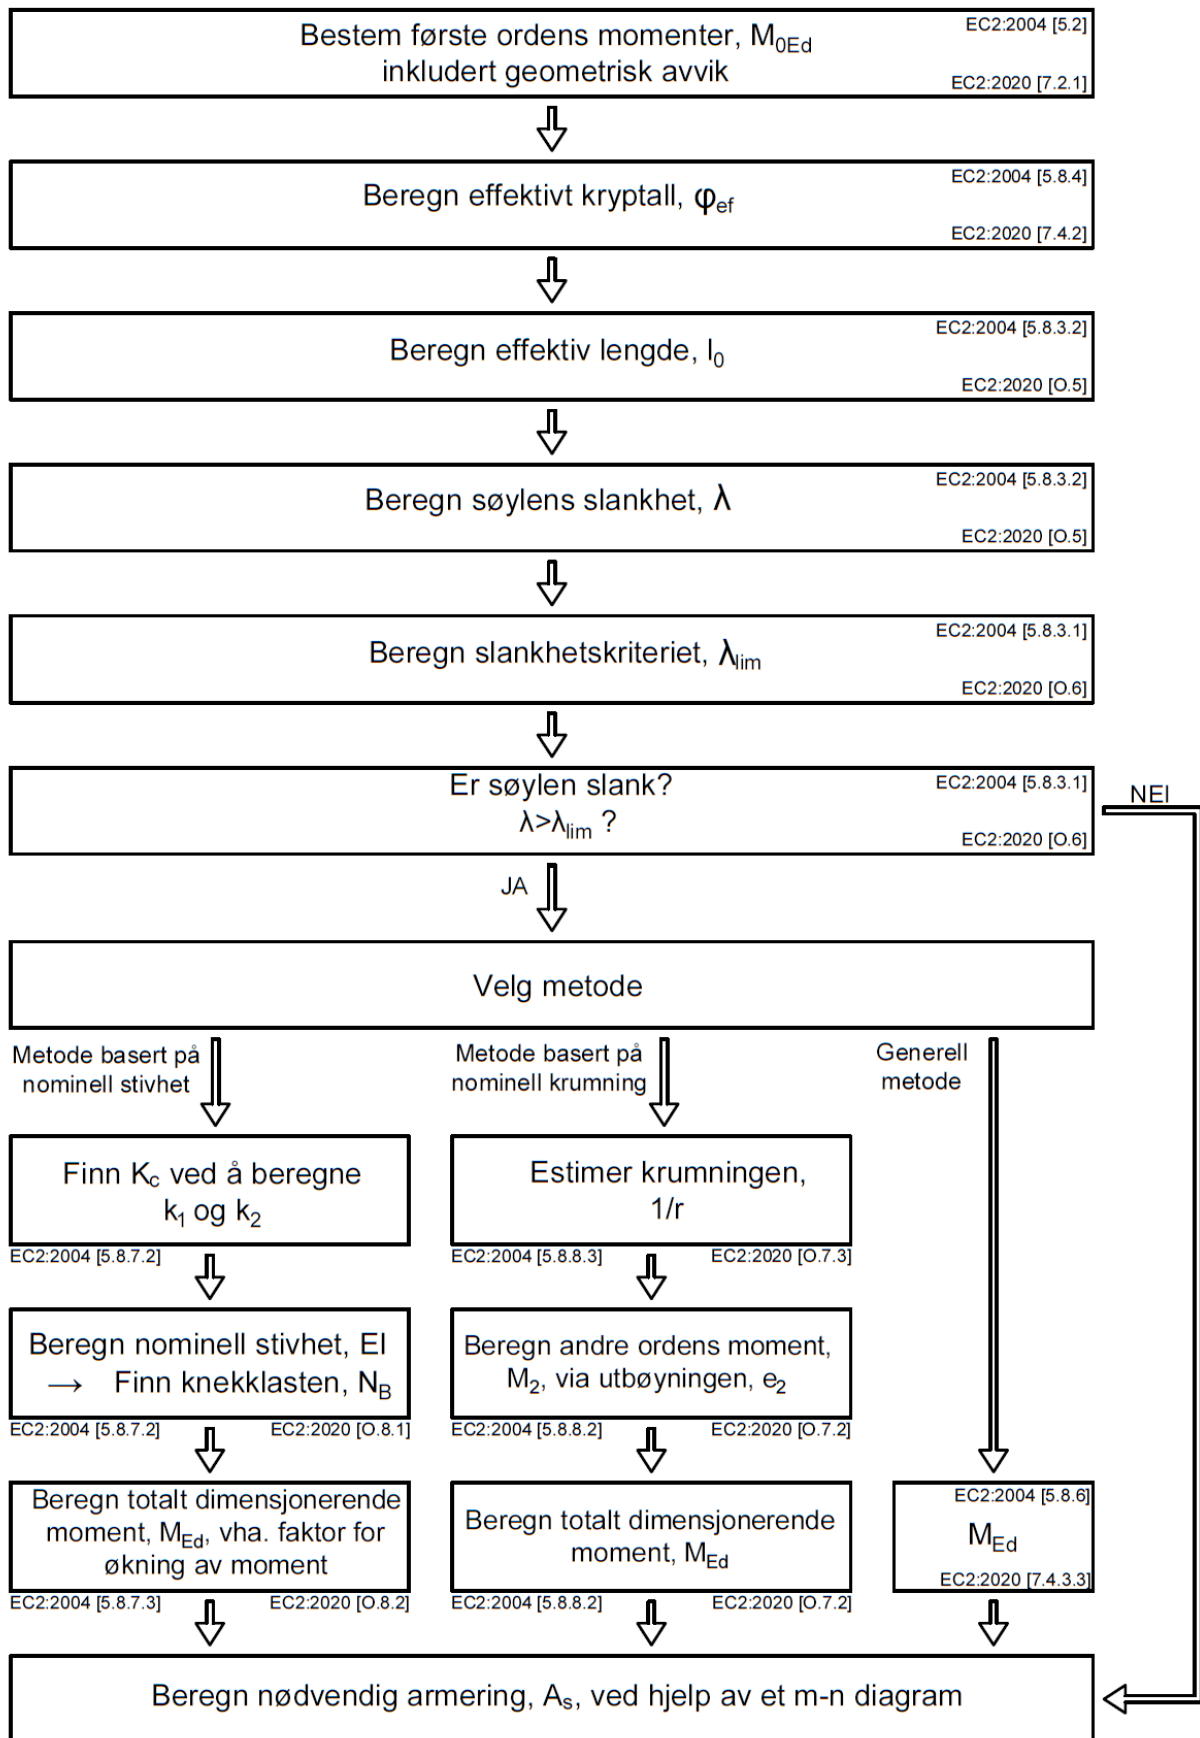 Bestem første ordens momenter, M₀Ed
inkludert geometrisk avvik
EC2:2004 [5.2]
EC2:2020 [7.2.1]
Beregn effektivt kryptall, φef
EC2:2004 [5.8.4]
EC2:2020 [7.4.2]
Beregn effektiv lengde, l₀
EC2:2004 [5.8.3.2]
EC2:2020 [O.5]
Beregn søylens slankhet, λ
EC2:2004 [5.8.3.2]
EC2:2020 [O.5]
Beregn slankhetskriteriet, λlim
EC2:2004 [5.8.3.1]
EC2:2020 [O.6]
Er søylen slank?
λ>λlim ?
EC2:2004 [5.8.3.1]
EC2:2020 [O.6]
NEI
JA
Velg metode
Metode basert på
nominell stivhet
Metode basert på
nominell krumning
Generell
metode
Finn Kc ved å beregne
k₁ og k₂
EC2:2004 [5.8.7.2]
Estimer krumningen,
1/r
EC2:2004 [5.8.8.3]
EC2:2020 [O.7.3]
Beregn nominell stivhet, EI
→ Finn knekklasten, NB
EC2:2004 [5.8.7.2]
EC2:2020 [O.8.1]
Beregn andre ordens moment,
M₂, via utbøyningen, e₂
EC2:2004 [5.8.8.2]
EC2:2020 [O.7.2]
Beregn totalt dimensjonerende
moment, MEd, vha. faktor for
økning av moment
EC2:2004 [5.8.7.3]
EC2:2020 [O.8.2]
Beregn totalt dimensjonerende
moment, MEd
EC2:2004 [5.8.8.2]
EC2:2020 [O.7.2]
EC2:2004 [5.8.6]
MEd
EC2:2020 [7.4.3.3]
Beregn nødvendig armering, As, ved hjelp av et m-n diagram